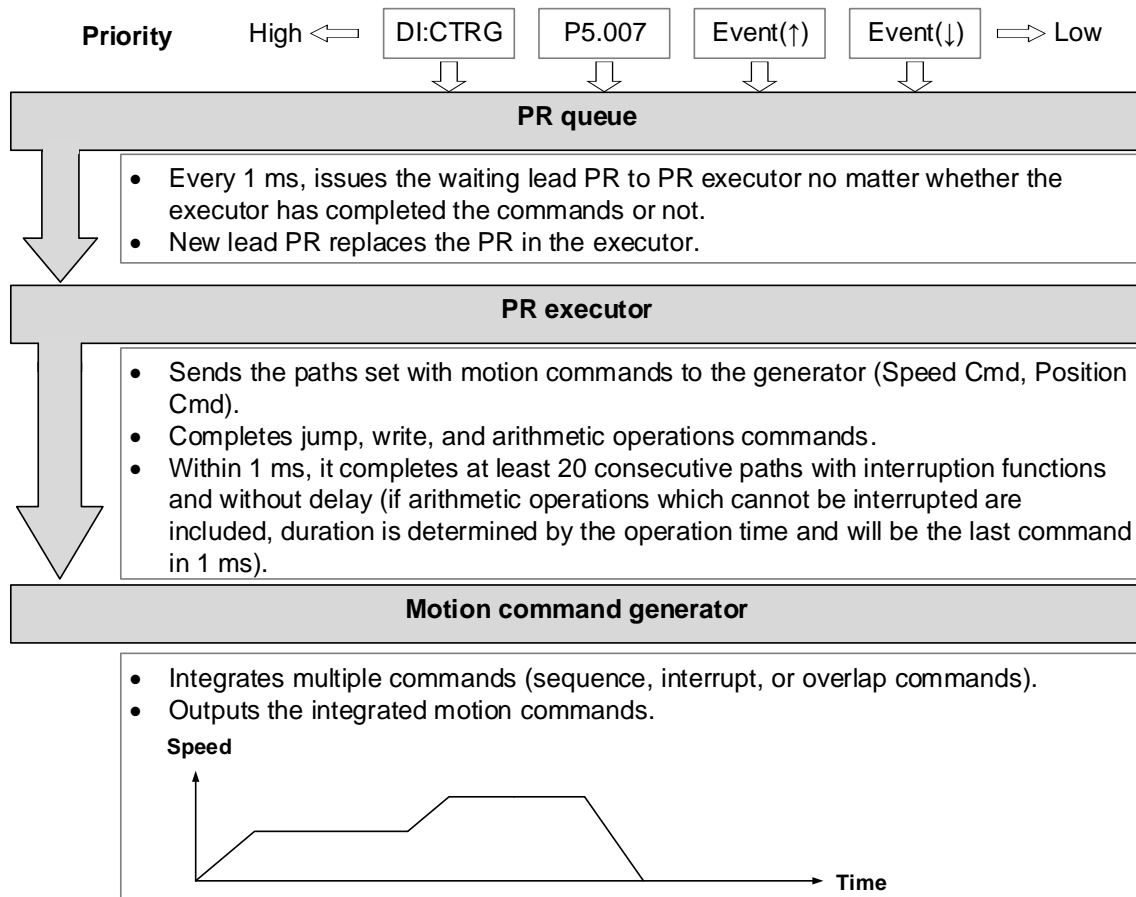 Priority High DI:CTRG P5.007 Event(↑) Event(↓) Low
PR queue
• Every 1 ms, issues the waiting lead PR to PR executor no matter whether the
executor has completed the commands or not.
• New lead PR replaces the PR in the executor.
PR executor
• Sends the paths set with motion commands to the generator (Speed Cmd, Position
Cmd).
• Completes jump, write, and arithmetic operations commands.
• Within 1 ms, it completes at least 20 consecutive paths with interruption functions
and without delay (if arithmetic operations which cannot be interrupted are
included, duration is determined by the operation time and will be the last command
in 1 ms).
Motion command generator
• Integrates multiple commands (sequence, interrupt, or overlap commands).
• Outputs the integrated motion commands.
Speed
Time